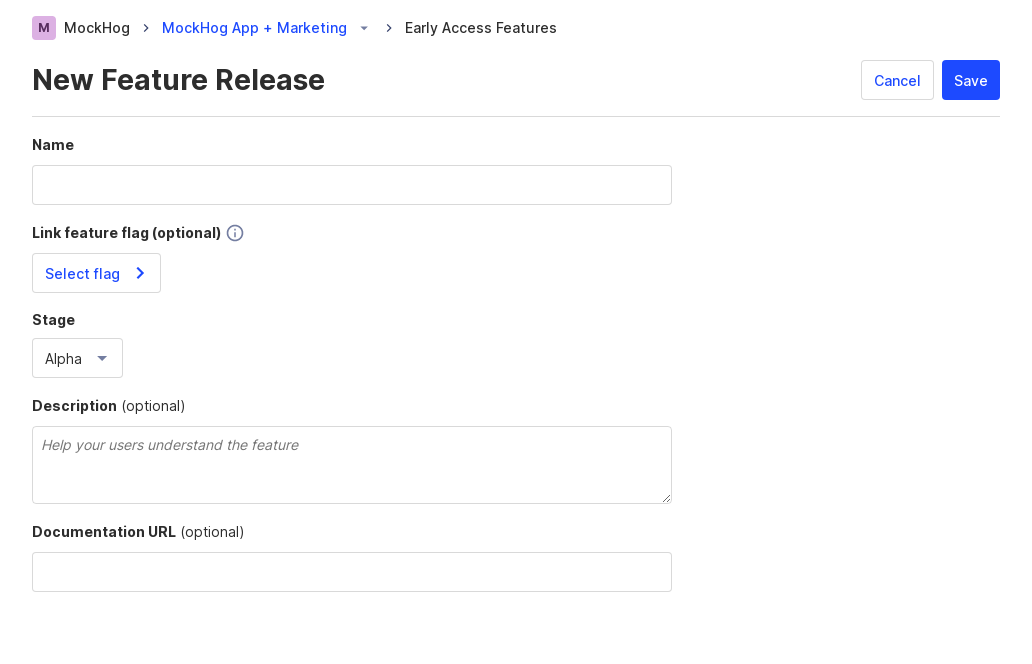 M MockHog MockHog App + Marketing Early Access Features
New Feature Release
Cancel Save
Name
Link feature flag (optional)
Select flag
Stage
Alpha
Description (optional)
Help your users understand the feature
Documentation URL (optional)